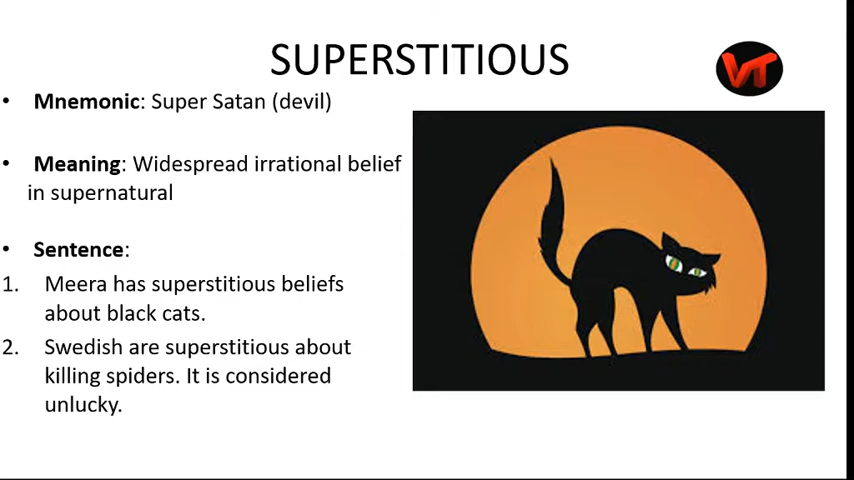 SUPERSTITIOUS
VT
• Mnemonic: Super Satan (devil)
• Meaning: Widespread irrational belief
in supernatural
• Sentence:
1. Meera has superstitious beliefs
about black cats.
2. Swedish are superstitious about
killing spiders. It is considered
unlucky.